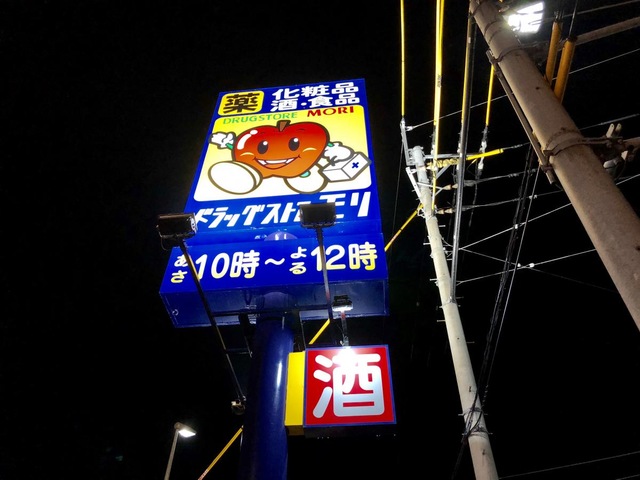 薬 化粧品
酒・食品
DRUGSTORE MORI
ドラッグストアモリ
あさ10時～よる12時
酒